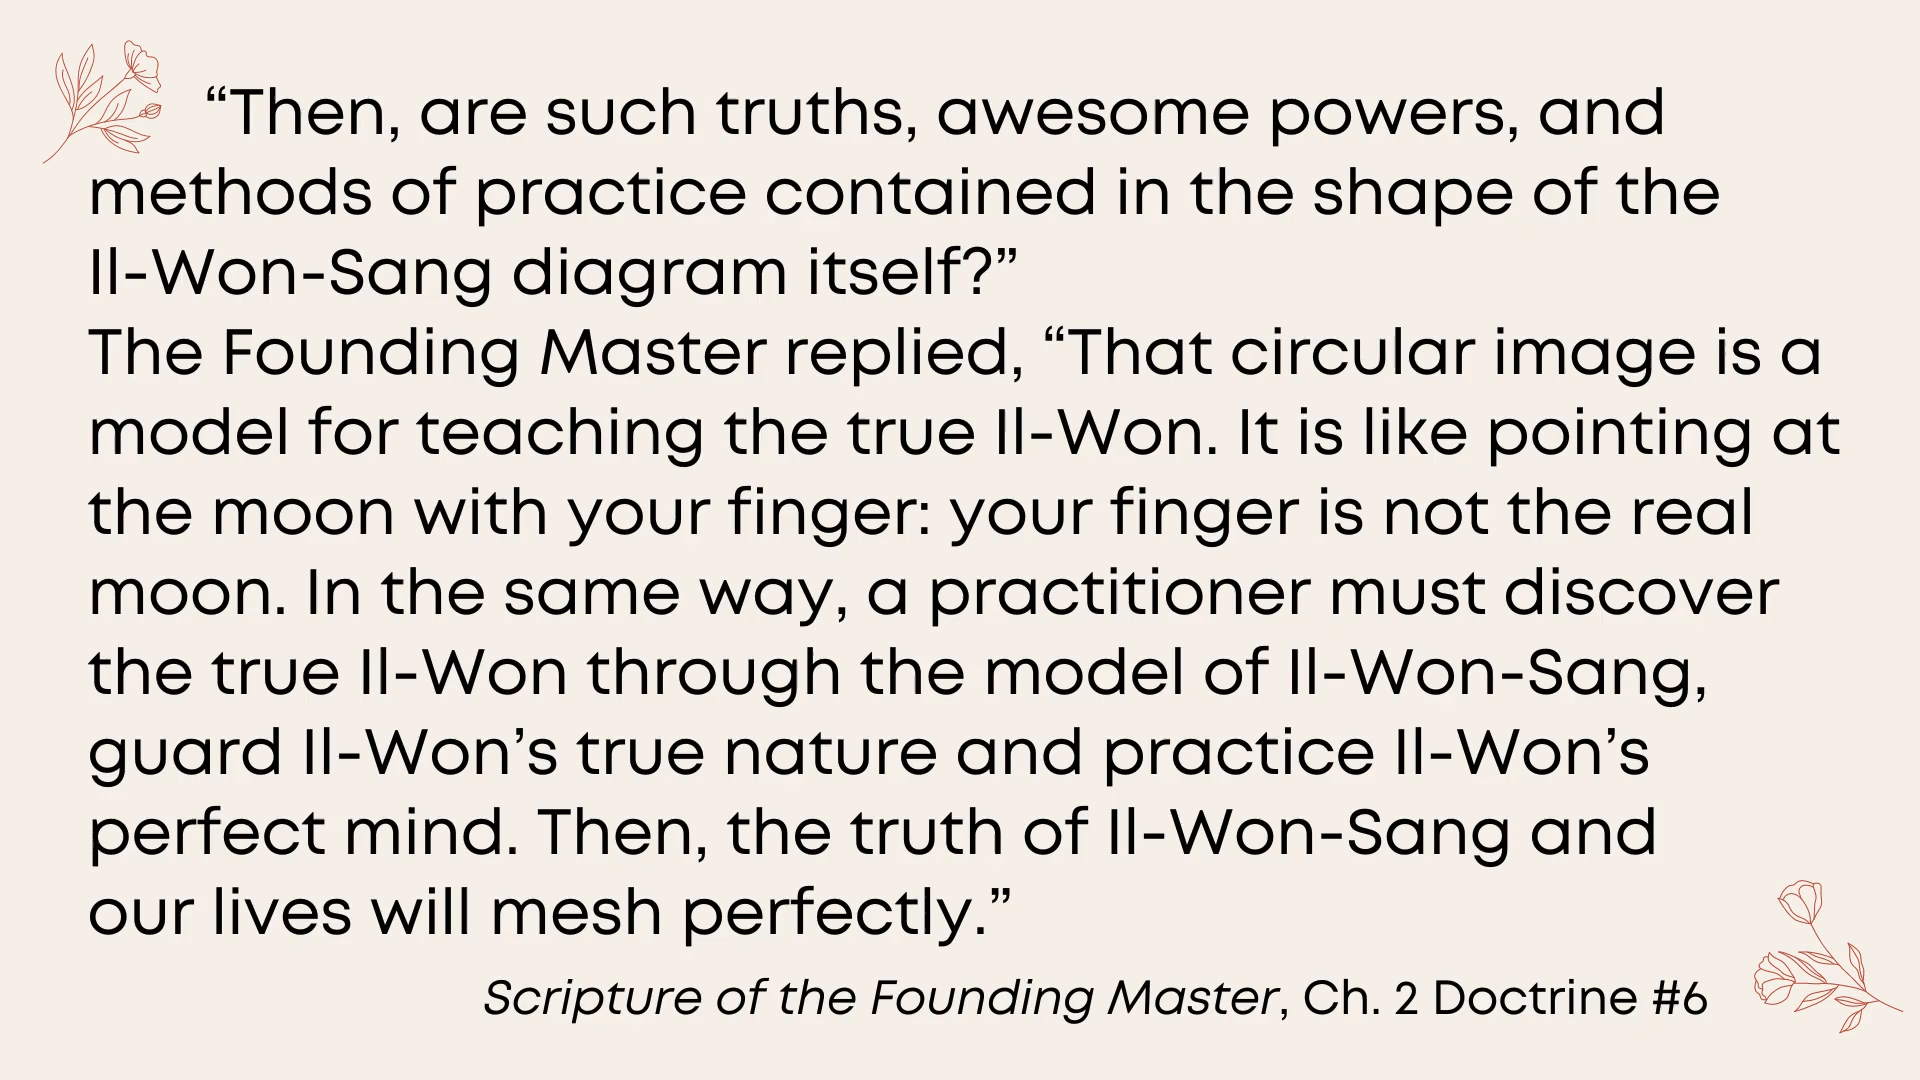 “Then, are such truths, awesome powers, and
methods of practice contained in the shape of the
Il-Won-Sang diagram itself?”
The Founding Master replied, “That circular image is a
model for teaching the true Il-Won. It is like pointing at
the moon with your finger: your finger is not the real
moon. In the same way, a practitioner must discover
the true Il-Won through the model of Il-Won-Sang,
guard Il-Won’s true nature and practice Il-Won’s
perfect mind. Then, the truth of Il-Won-Sang and
our lives will mesh perfectly.”
Scripture of the Founding Master, Ch. 2 Doctrine #6